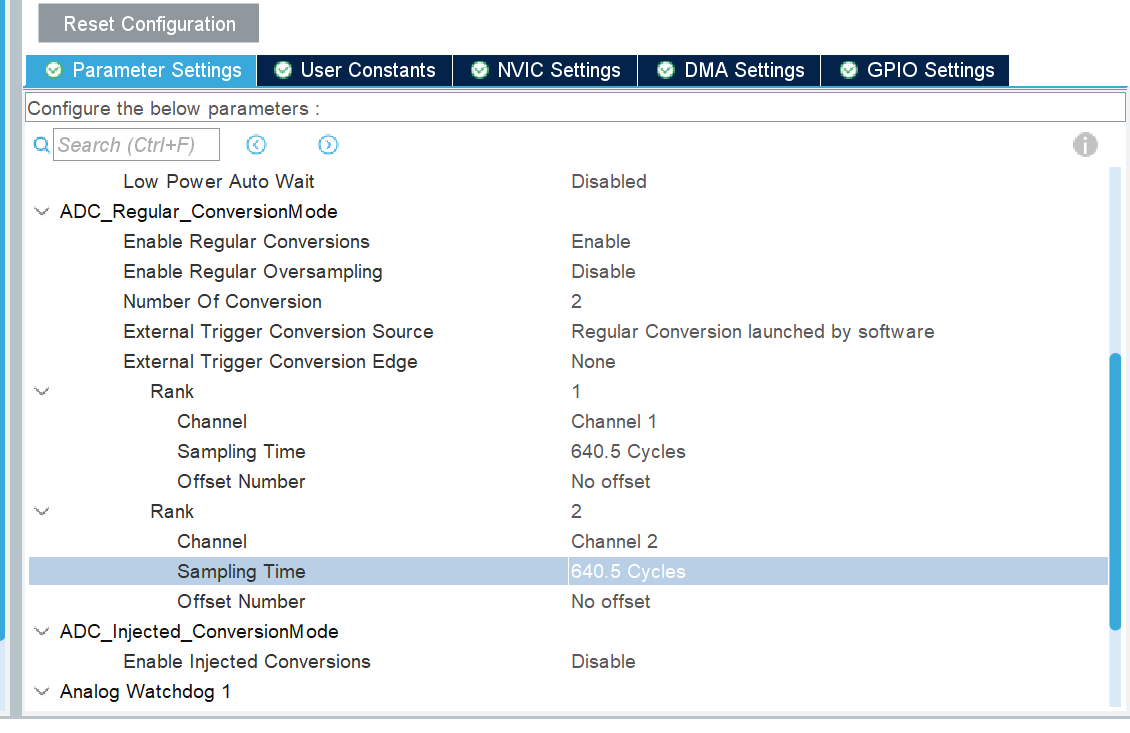 Reset Configuration
Parameter Settings User Constants NVIC Settings DMA Settings GPIO Settings
Configure the below parameters :
Search (Ctrl+F)
Low Power Auto Wait Disabled
ADC_Regular_ConversionMode
Enable Regular Conversions Enable
Enable Regular Oversampling Disable
Number Of Conversion 2
External Trigger Conversion Source Regular Conversion launched by software
External Trigger Conversion Edge None
Rank 1
Channel Channel 1
Sampling Time 640.5 Cycles
Offset Number No offset
Rank 2
Channel Channel 2
Sampling Time 640.5 Cycles
Offset Number No offset
ADC_Injected_ConversionMode
Enable Injected Conversions Disable
Analog Watchdog 1